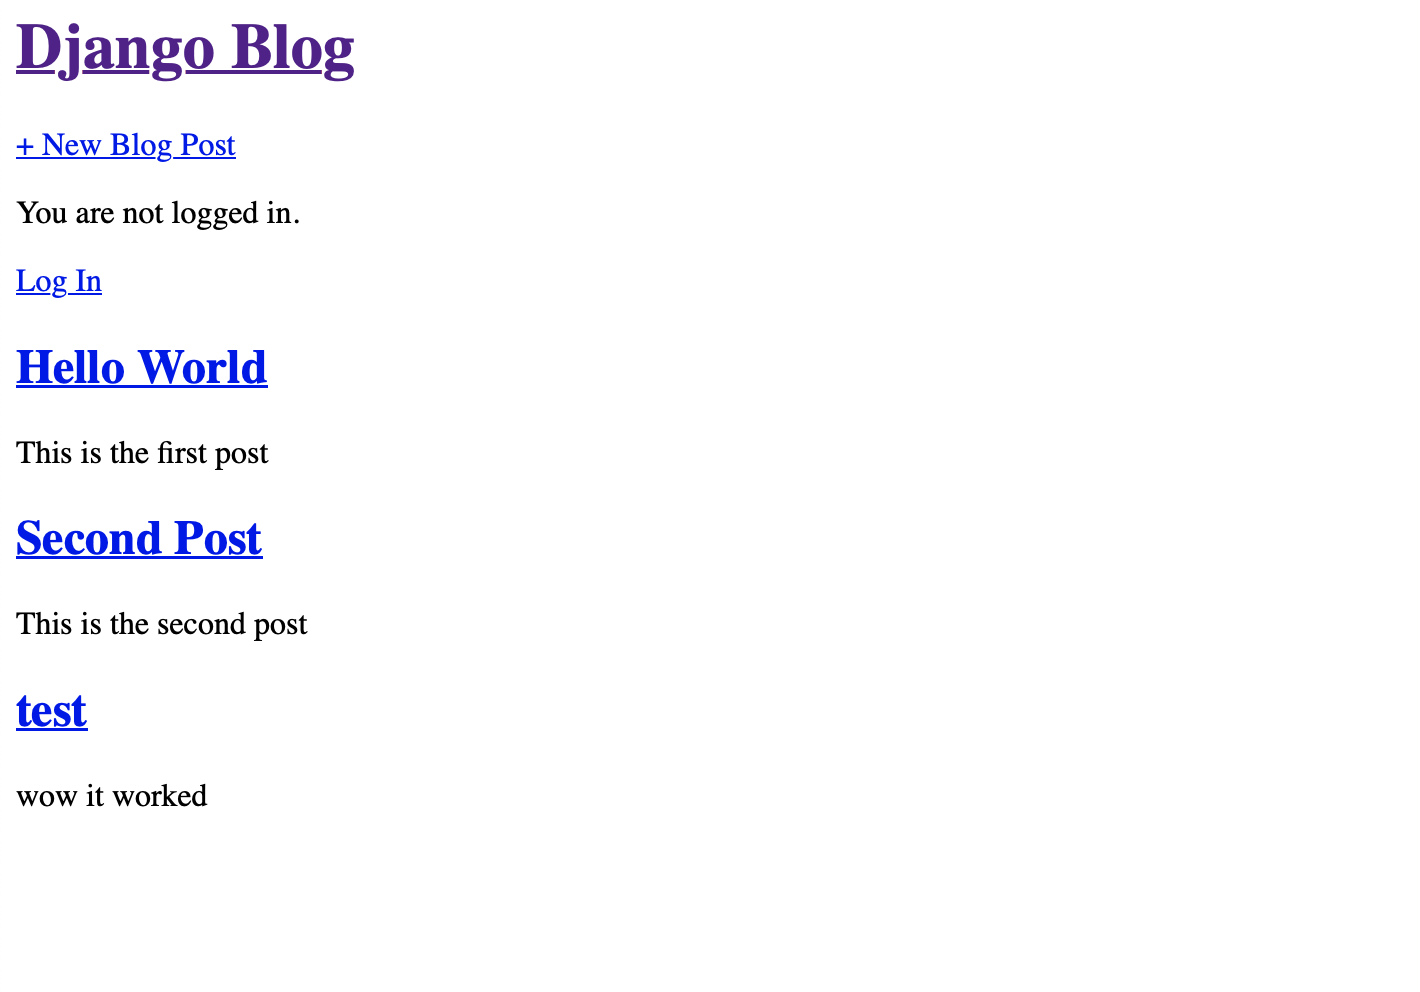 Django Blog
+ New Blog Post
You are not logged in.
Log In
Hello World
This is the first post
Second Post
This is the second post
test
wow it worked